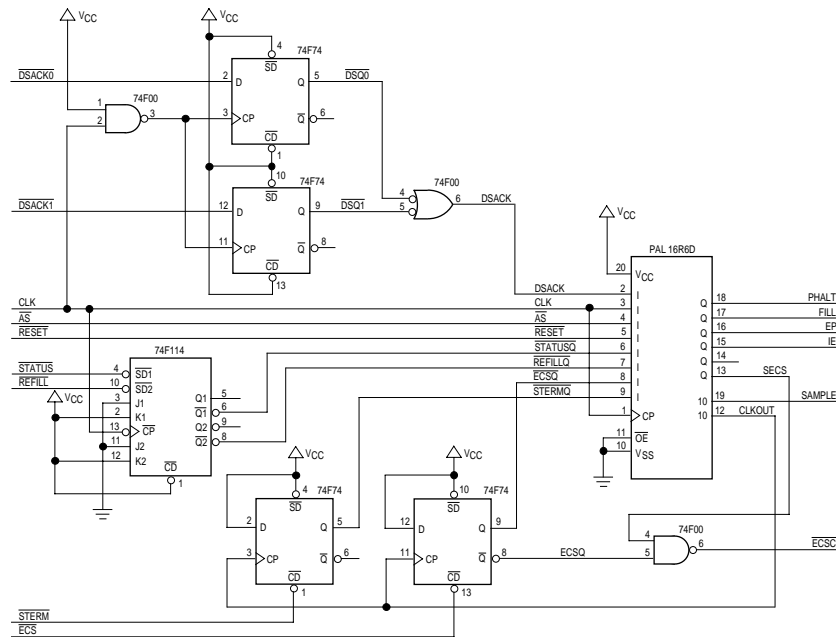 VCC
VCC
4
74F74
SD
DSACK0
2
D
Q
5
DSQ0
74F00
1
2
3
3
CP
Q
6
CD
1
10
74F74
SD
DSACK1
12
D
Q
9
DSQ1
11
CP
Q
8
CD
13
74F00
4
5
6
DSACK
VCC
PAL 16R6D
20
VCC
DSACK
2
I
CLK
CLK
3
I
AS
AS
4
I
RESET
RESET
5
I
STATUSQ
6
I
REFILLQ
7
I
ECSQ
8
I
STERMQ
9
I
1
CP
11
OE
10
VSS
Q
18
PHALT
Q
17
FILL
Q
16
EP
Q
15
IE
Q
14
Q
13
SECS
10
19
SAMPLE
10
12
CLKOUT
74F114
STATUS
4
SD1
REFILL
10
SD2
VCC
3
J1
2
K1
13
CP
11
J2
12
K2
CD
1
Q1
5
Q1
6
Q2
9
Q2
8
VCC
4
74F74
SD
2
D
Q
5
3
CP
Q
6
CD
1
VCC
10
74F74
SD
12
D
Q
9
11
CP
Q
8
CD
13
ECSQ
74F00
4
5
6
ECSC
STERM
ECS